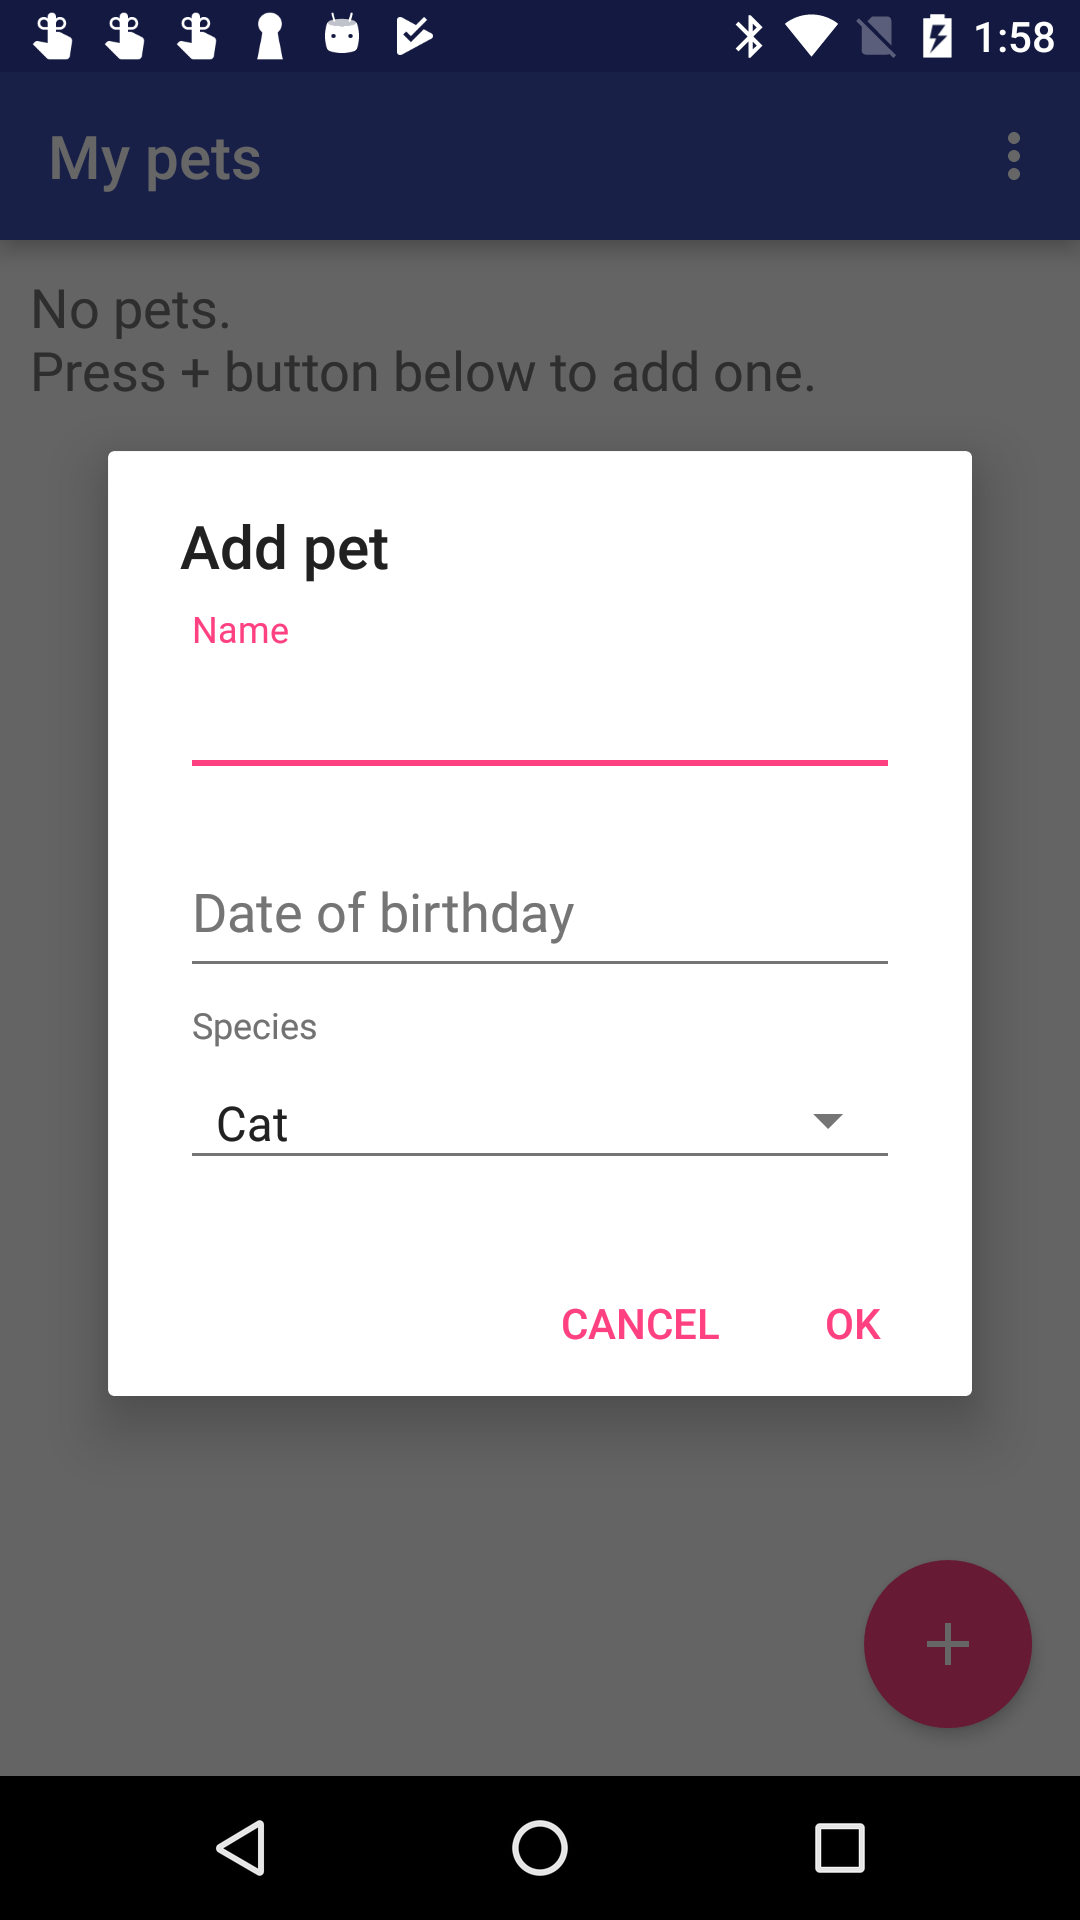 1:58
My pets
No pets.
Press + button below to add one.
Add pet
Name
Date of birthday
Species
Cat
CANCEL OK